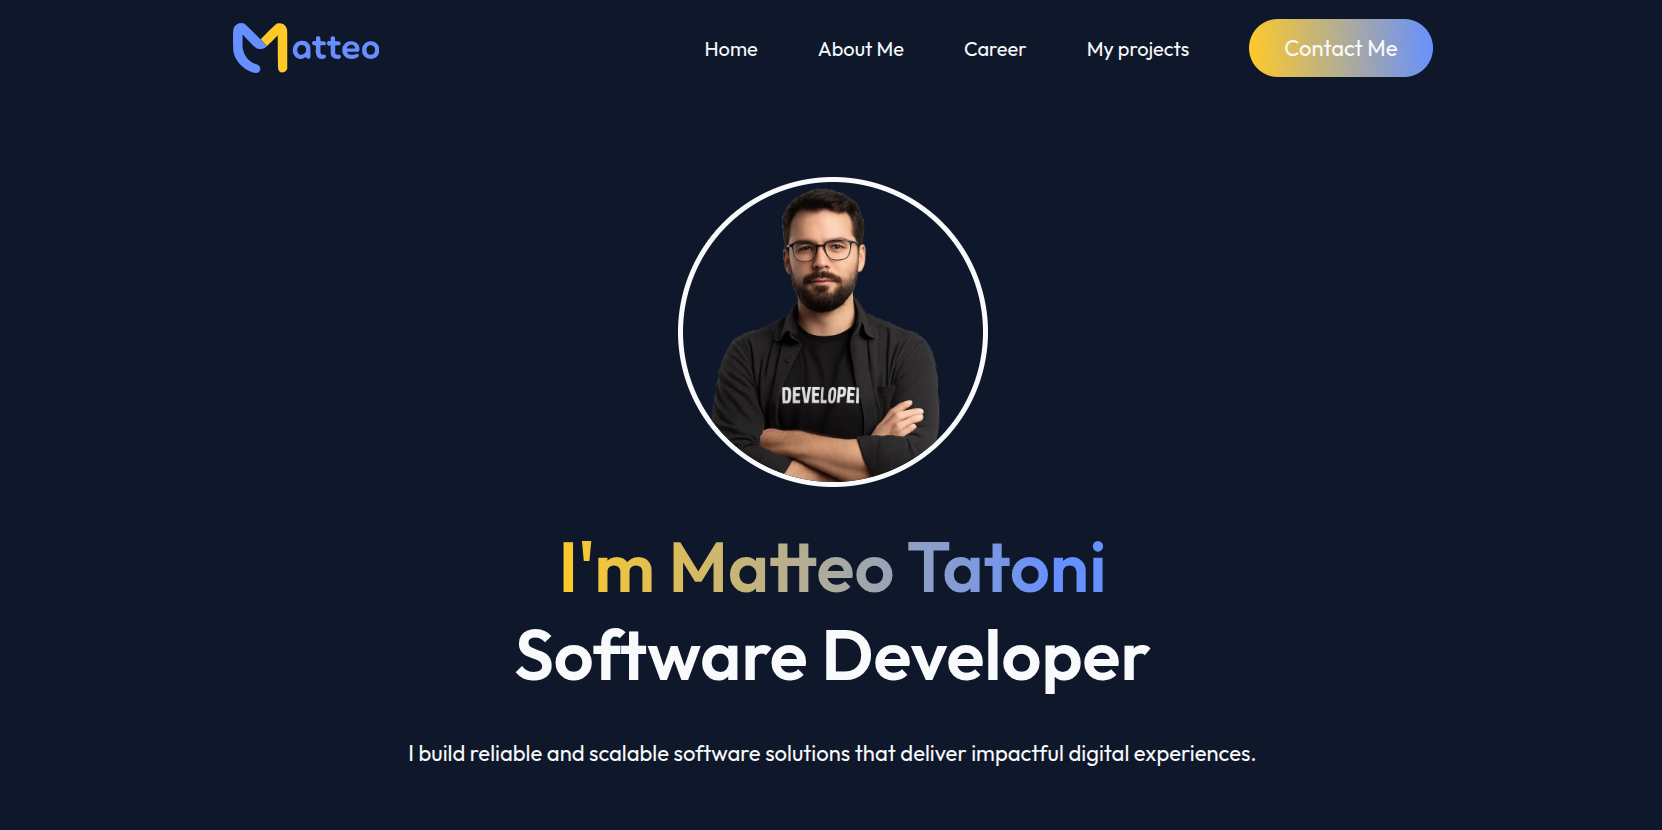 Matteo
Home
About Me
Career
My projects
Contact Me
DEVELOPER
I'm Matteo Tatoni
Software Developer
I build reliable and scalable software solutions that deliver impactful digital experiences.